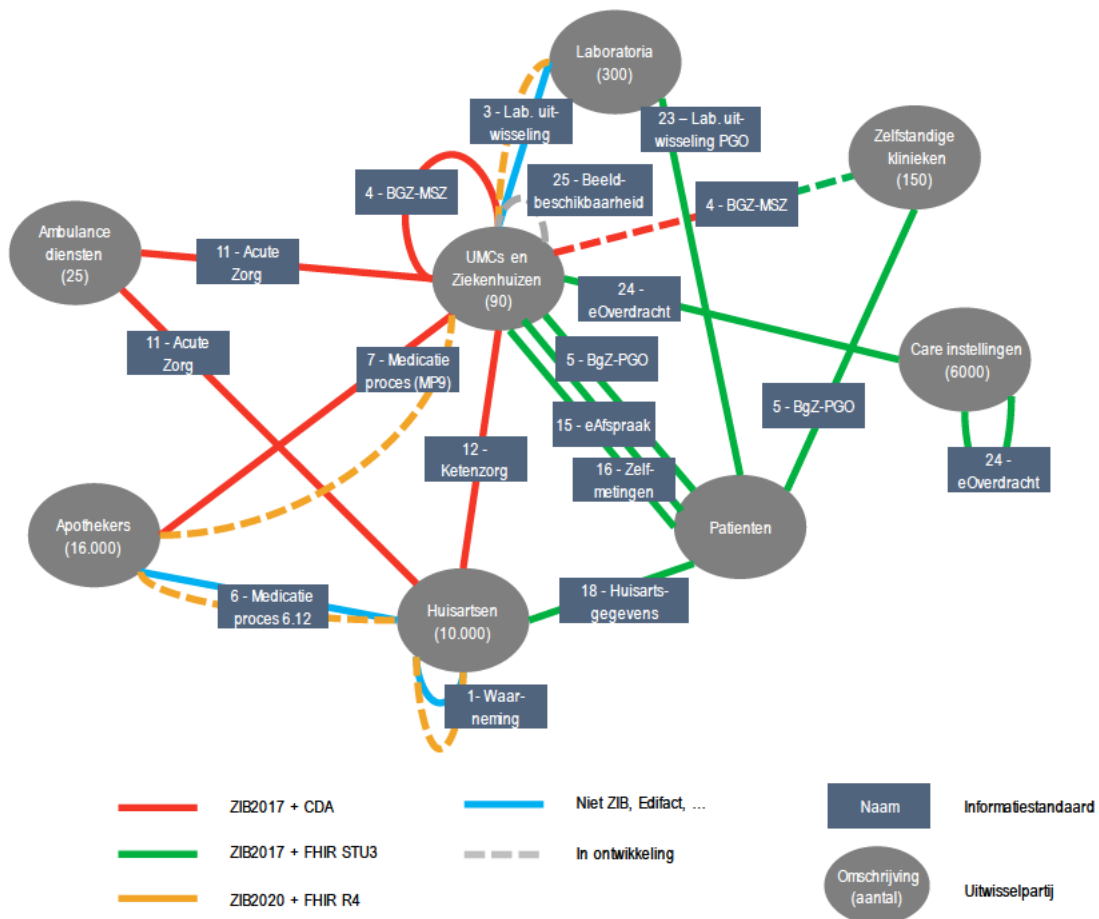 Laboratoria
(300)
3 - Lab. uit-
wisseling
23 – Lab. uit-
wisseling PGO
Zelfstandige
klinieken
(150)
4 - BGZ-MSZ
25 - Beeld-
beschikbaarheid
4 - BGZ-MSZ
Ambulance
diensten
(25)
11 - Acute
Zorg
UMCs en
Ziekenhuizen
(90)
24 -
eOverdracht
11 - Acute
Zorg
7 - Medicatie
proces (MP9)
5 - BgZ-PGO
Care instellingen
(6000)
15 - eAfspraak
5 - BgZ-PGO
12 -
Ketenzorg
16 - Zelf-
metingen
24 -
eOverdracht
Apothekers
(16.000)
Patienten
6 - Medicatie
proces 6.12
Huisartsen
(10.000)
18 - Huisarts-
gegevens
1- Waar-
neming
ZIB2017 + CDA
Niet ZIB, Edifact, ...
Naam
Informatiestandaard
ZIB2017 + FHIR STU3
In ontwikkeling
ZIB2020 + FHIR R4
Omschrijving
(aantal)
Uitwisselpartij